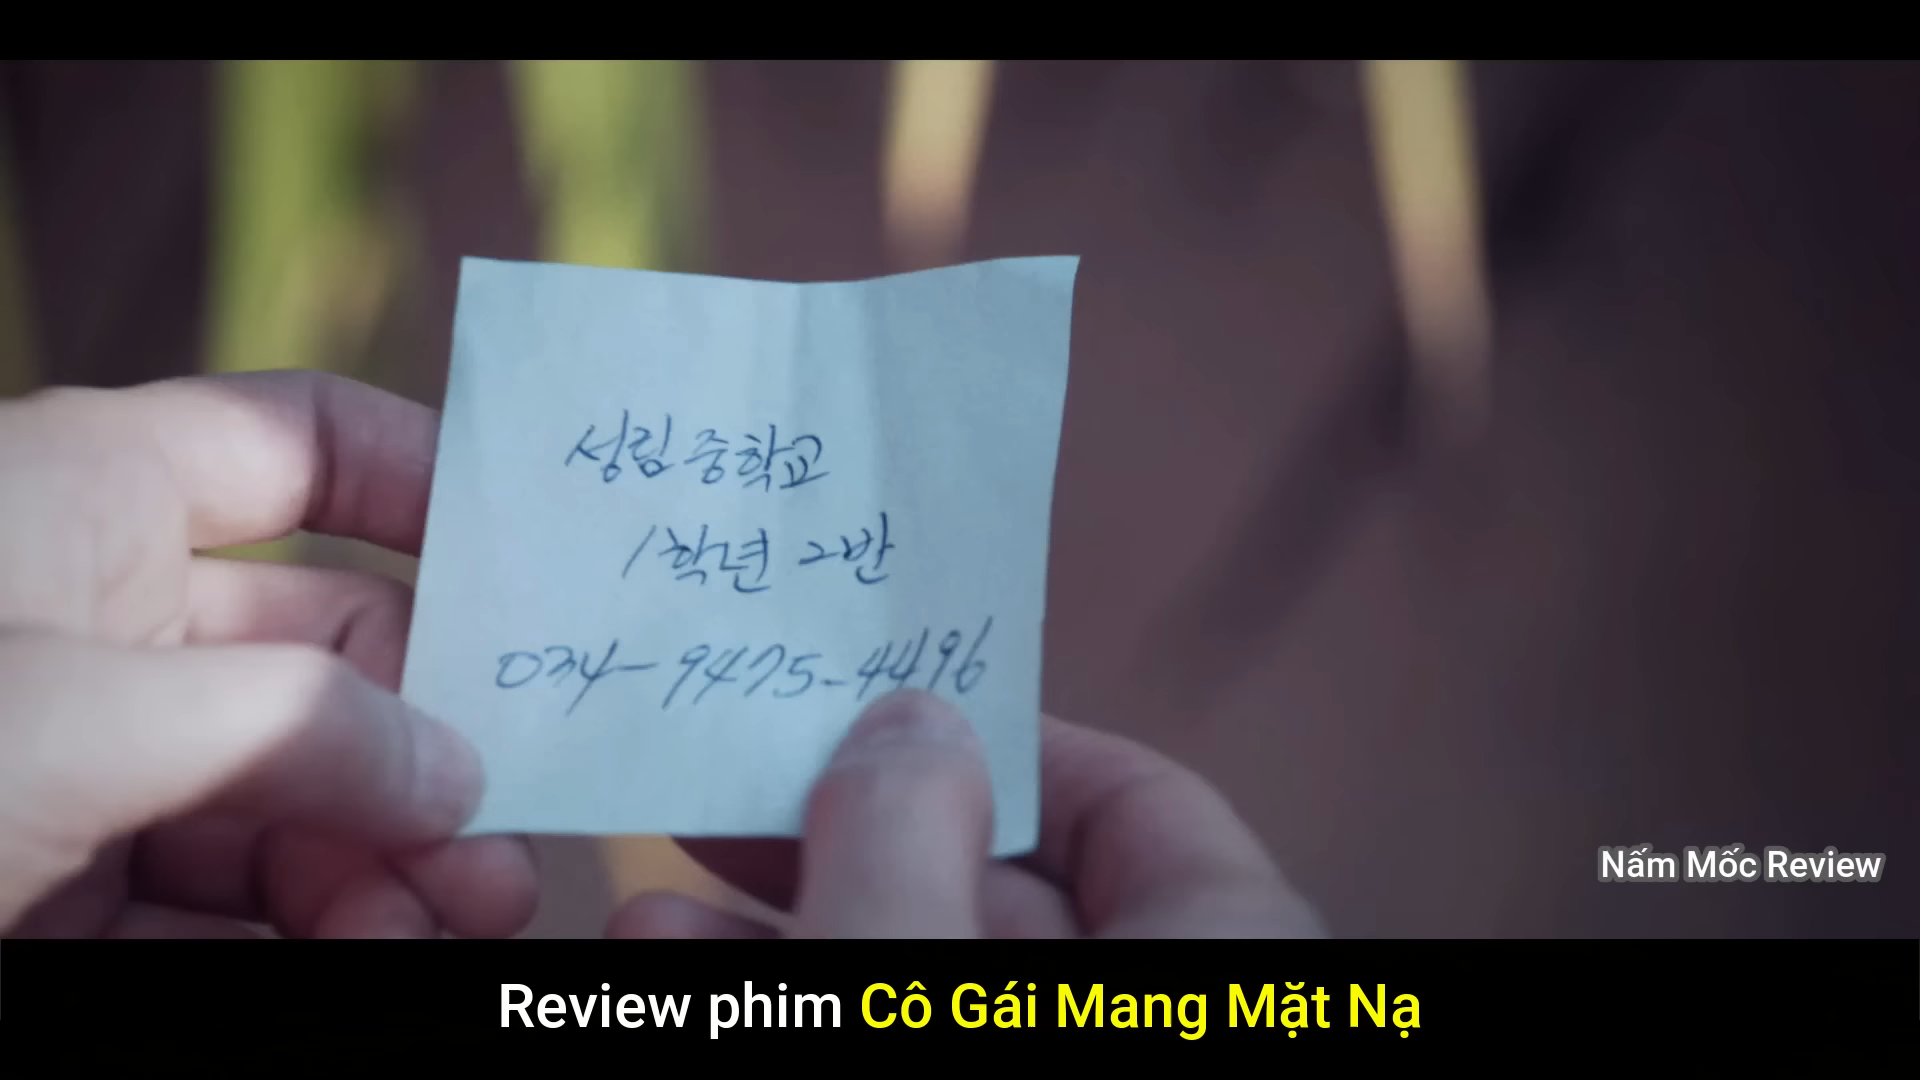 성림 중학교
1학년 2반
034-9475-4496
Nấm Mốc Review
Review phim Cô Gái Mang Mặt Nạ